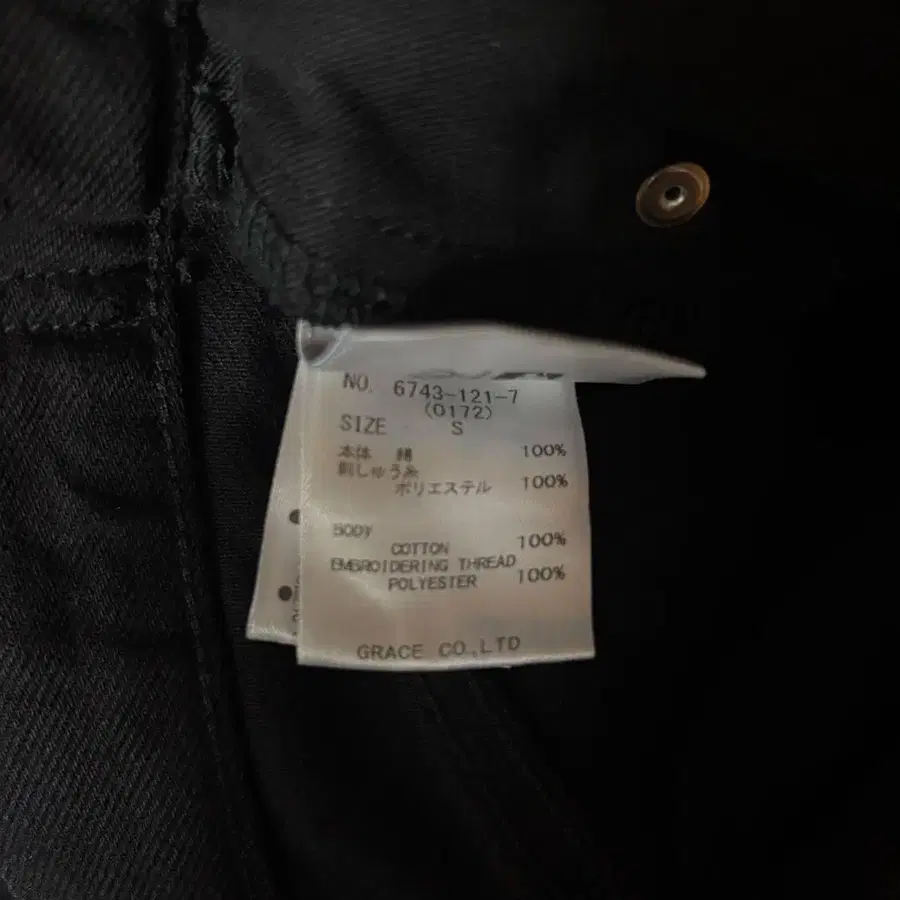 NO. 6743-121-7
(0172)
SIZE S
本体 綿 100%
刺しゅう糸
ポリエステル 100%
BODY
COTTON 100%
EMBROIDERING THREAD
POLYESTER 100%
GRACE CO.,LTD